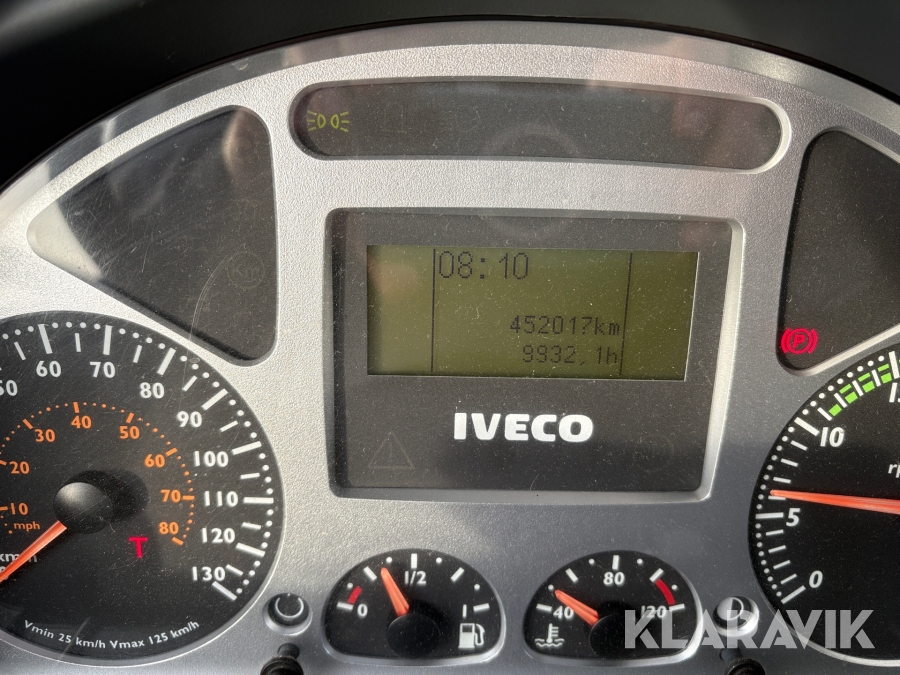 08:10
452017km
9932,1h
IVECO
50 60 70 80 90 100 110 120 130
10 20 30 40 50 60 70 80
mph
km/h
T
Vmin 25 km/h Vmax 125 km/h
0 1/2 1
40 80 120
(P)
0 5 10
KLARAVIK